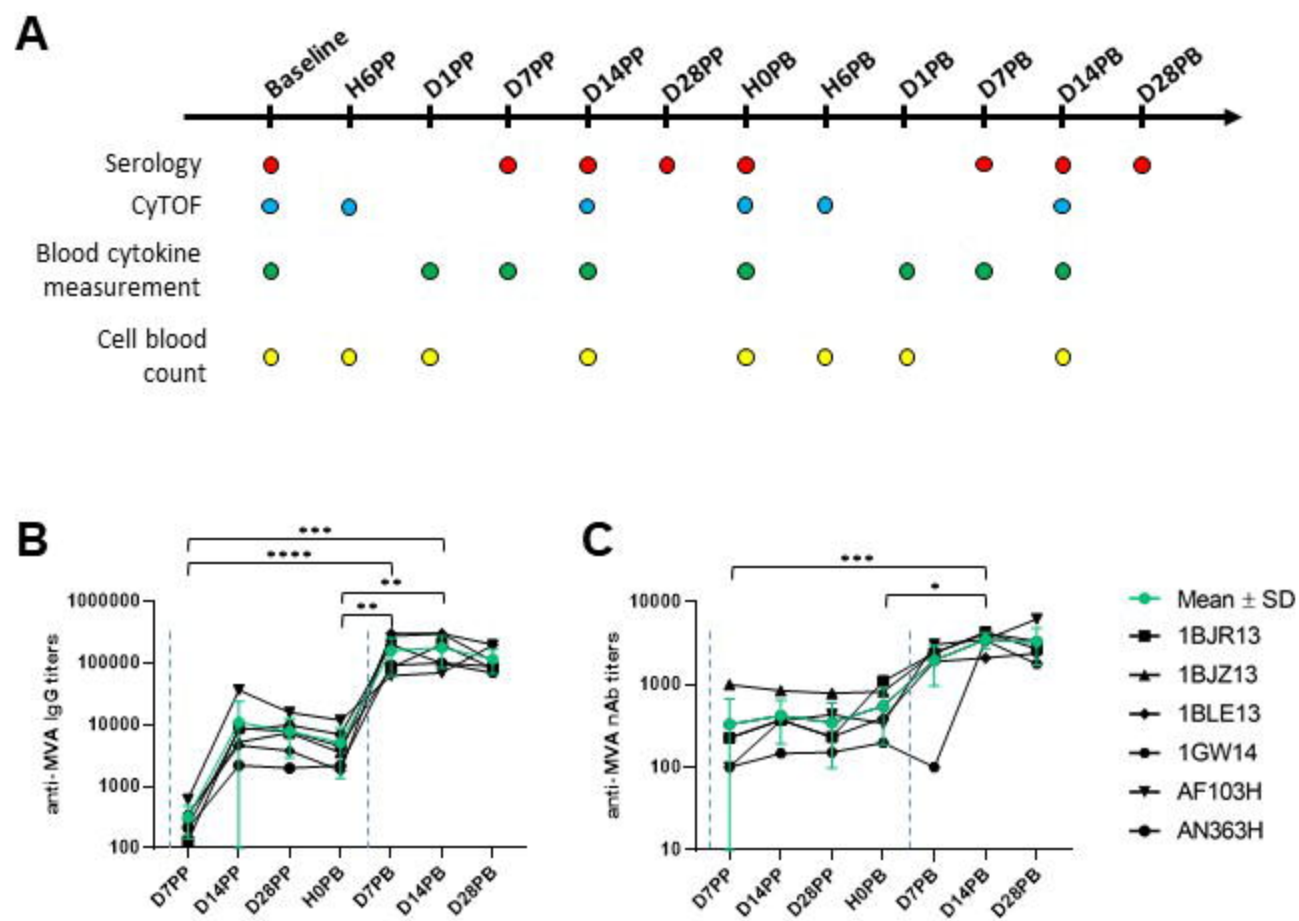 A
Baseline H6PP D1PP D7PP D14PP D28PP H0PB H6PB D1PB D7PB D14PB D28PB
Serology
CyTOF
Blood cytokine
measurement
Cell blood
count
B
***
****
**
**
1000000
100000
10000
1000
100
anti-MVA IgG titers
D7PP D14PP D28PP H0PB D7PB D14PB D28PB
C
***
*
10000
1000
100
10
anti-MVA nAb titers
D7PP D14PP D28PP H0PB D7PB D14PB D28PB
Mean ± SD
1BJR13
1BJZ13
1BLE13
1GW14
AF103H
AN363H